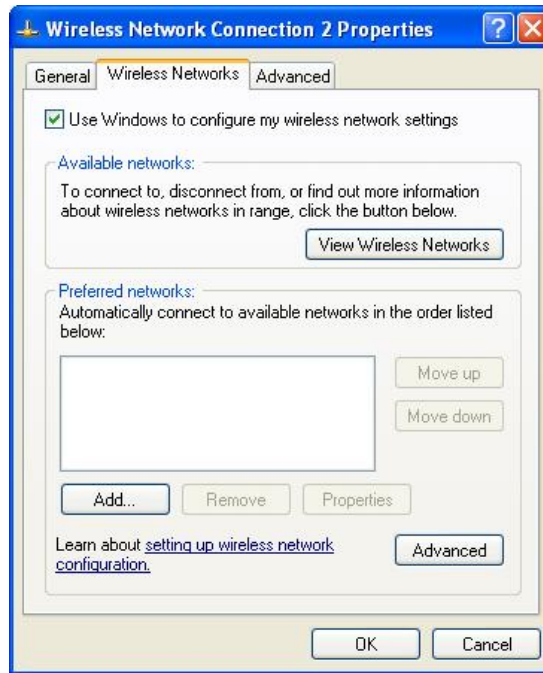 Wireless Network Connection 2 Properties
General Wireless Networks Advanced
Use Windows to configure my wireless network settings
Available networks:
To connect to, disconnect from, or find out more information
about wireless networks in range, click the button below.
View Wireless Networks
Preferred networks:
Automatically connect to available networks in the order listed
below:
Move up
Move down
Add... Remove Properties
Learn about setting up wireless network
configuration.
Advanced
OK Cancel